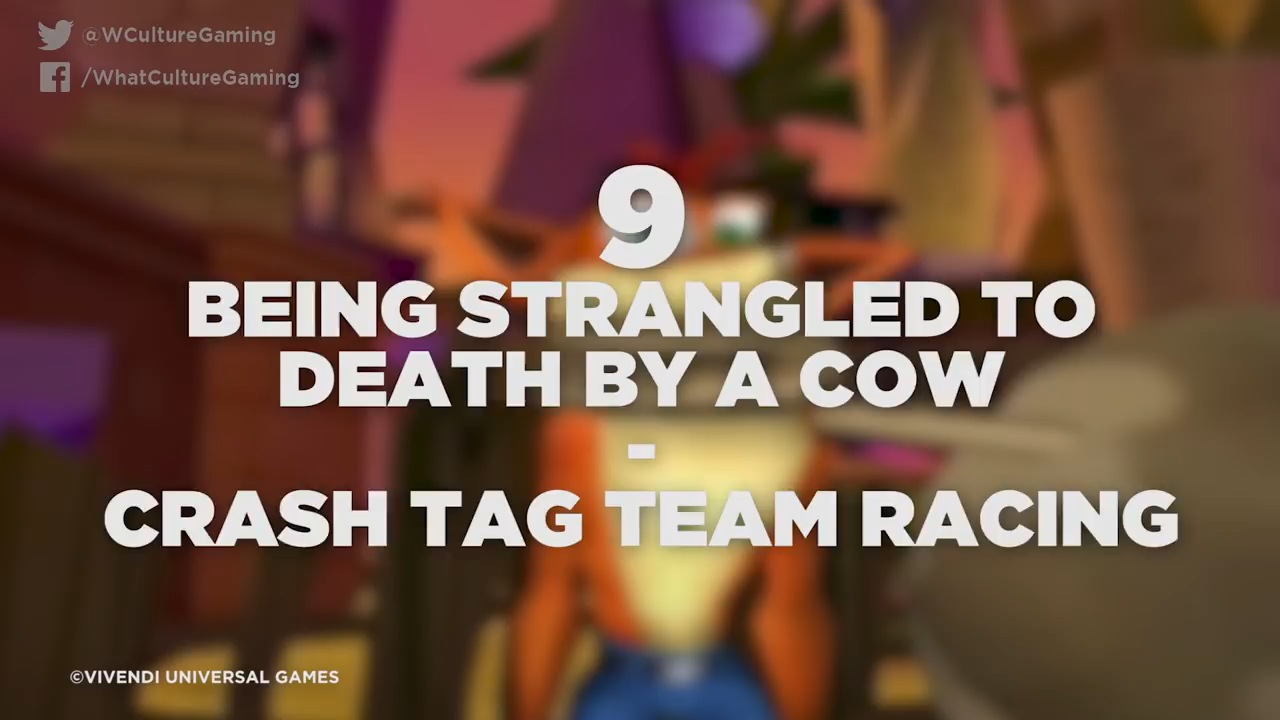 @WCultureGaming
/WhatCultureGaming
9
BEING STRANGLED TO
DEATH BY A COW
-
CRASH TAG TEAM RACING
©VIVENDI UNIVERSAL GAMES